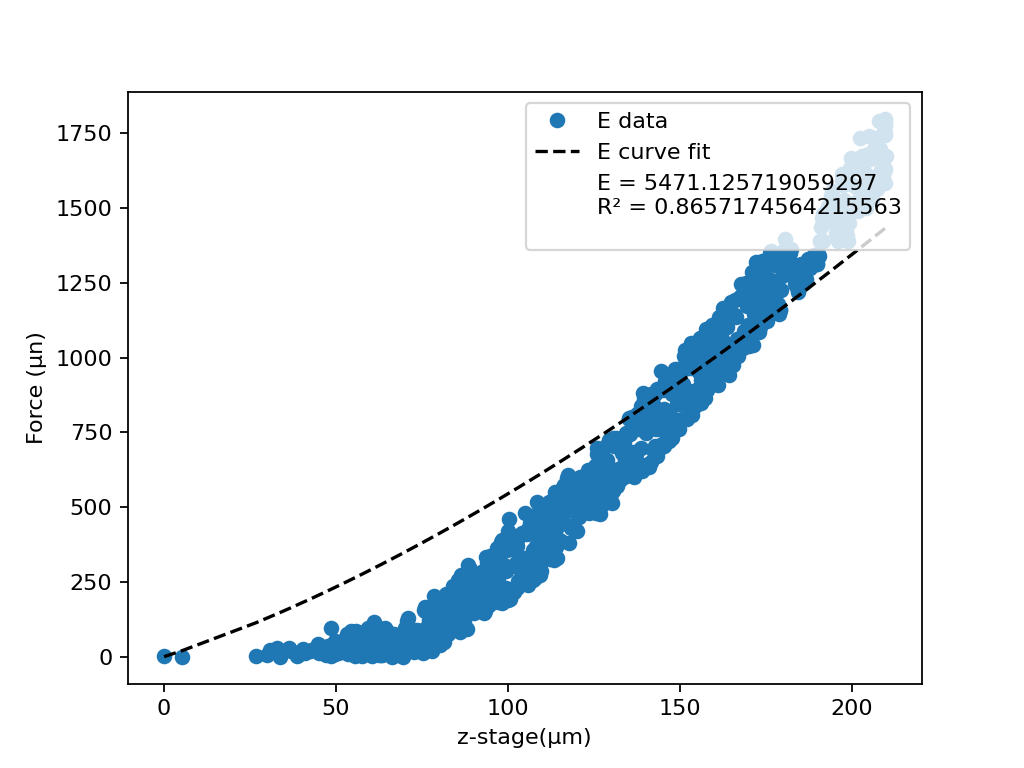 E data
E curve fit
E = 5471.125719059297
R² = 0.8657174564215563
1750
1500
1250
1000
750
500
250
0
Force (μn)
0 50 100 150 200
z-stage(μm)